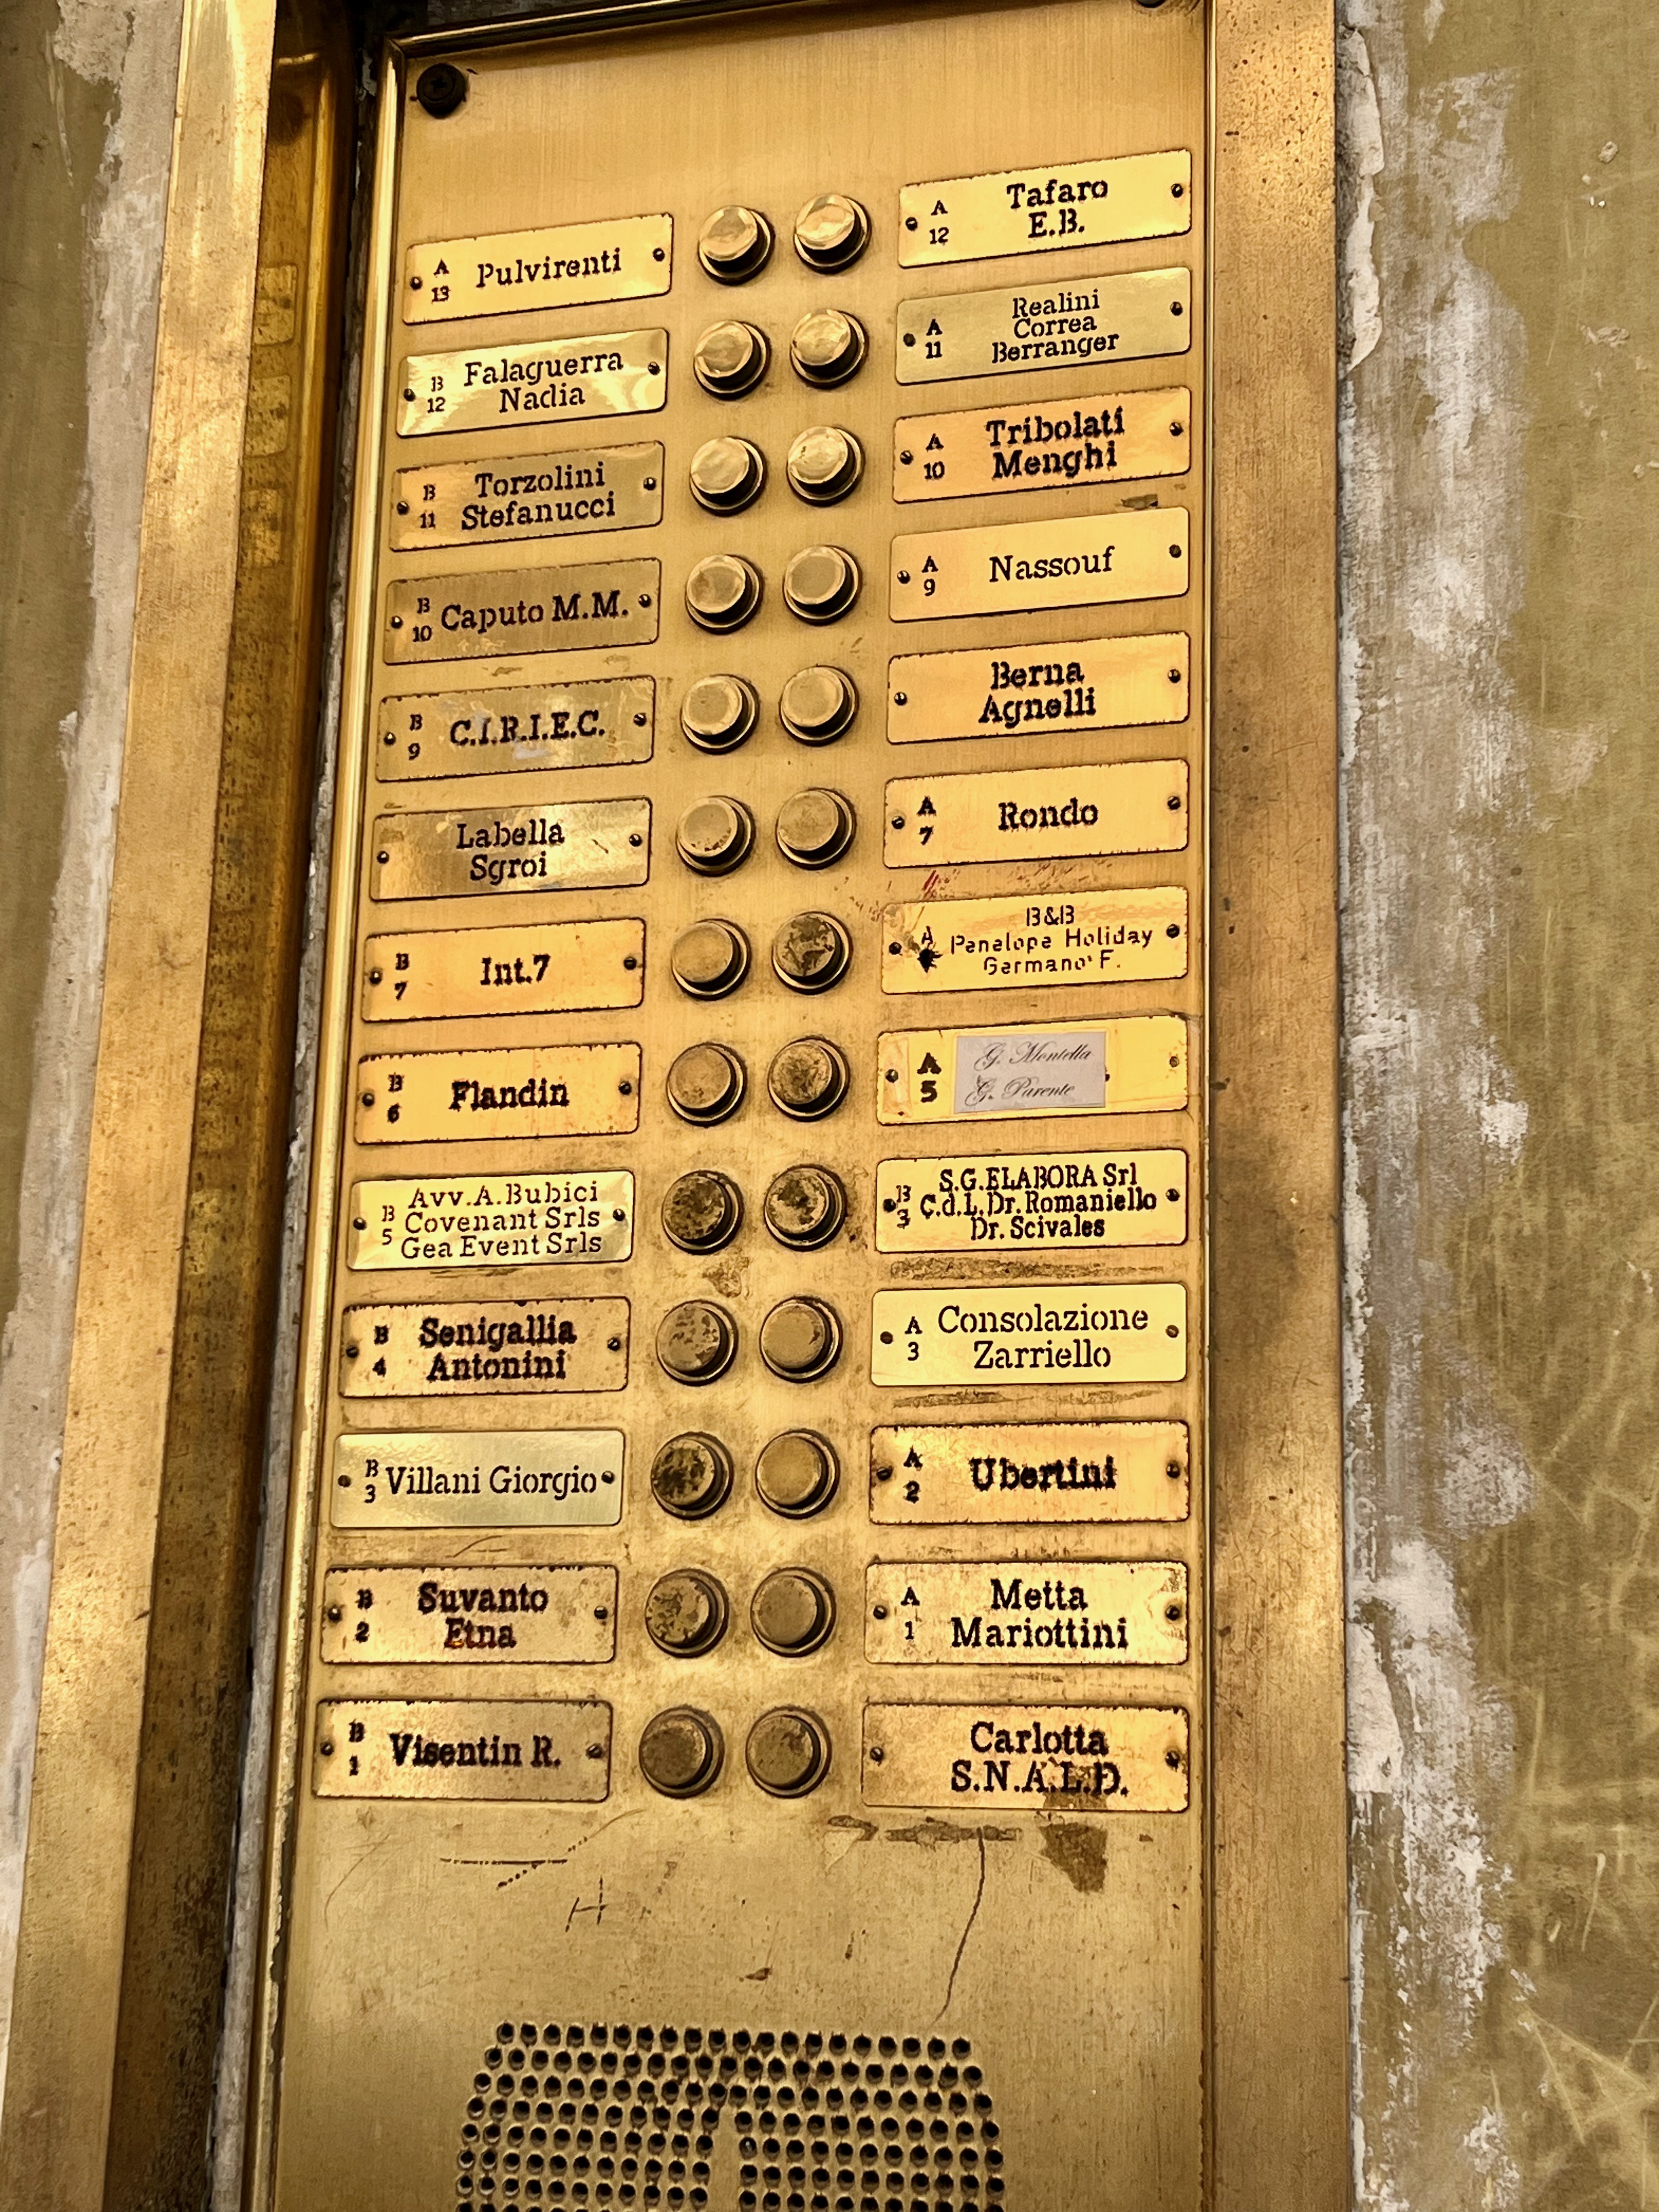 A
13
Pulvirenti
B
12
Falaguerra
Nadia
B
11
Torzolini
Stefanucci
B
10
Caputo M.M.
B
9
C.I.R.I.E.C.
Labella
Sgroi
B
7
Int.7
B
6
Flandin
B
5
Avv.A.Bubici
Covenant Srls
Gea Event Srls
B
4
Senigallia
Antonini
B
3
Villani Giorgio
B
2
Suvanto
Etna
B
1
Visentin R.
A
12
Tafaro
E.B.
A
11
Realini
Correa
Berranger
A
10
Tribolati
Menghi
A
9
Nassouf
Berna
Agnelli
A
7
Rondo
A
B&B
Penelope Holiday
Germano' F.
A
5
G. Montella
G. Parente
B
3
S.G.ELABORA Srl
C.d.L.Dr.Romaniello
Dr. Scivales
A
3
Consolazione
Zarriello
A
2
Ubertini
A
1
Metta
Mariottini
Carlotta
S.N.A.L.D.
H